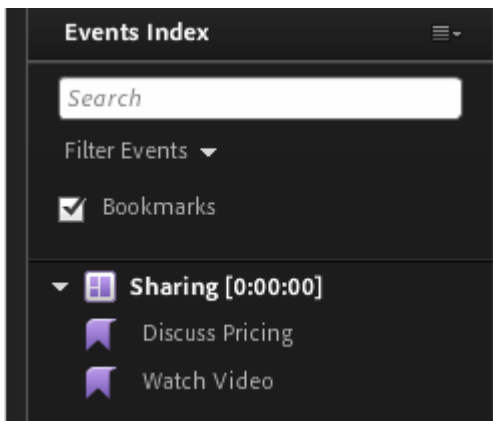 Events Index
Search
Filter Events
Bookmarks
Sharing [0:00:00]
Discuss Pricing
Watch Video